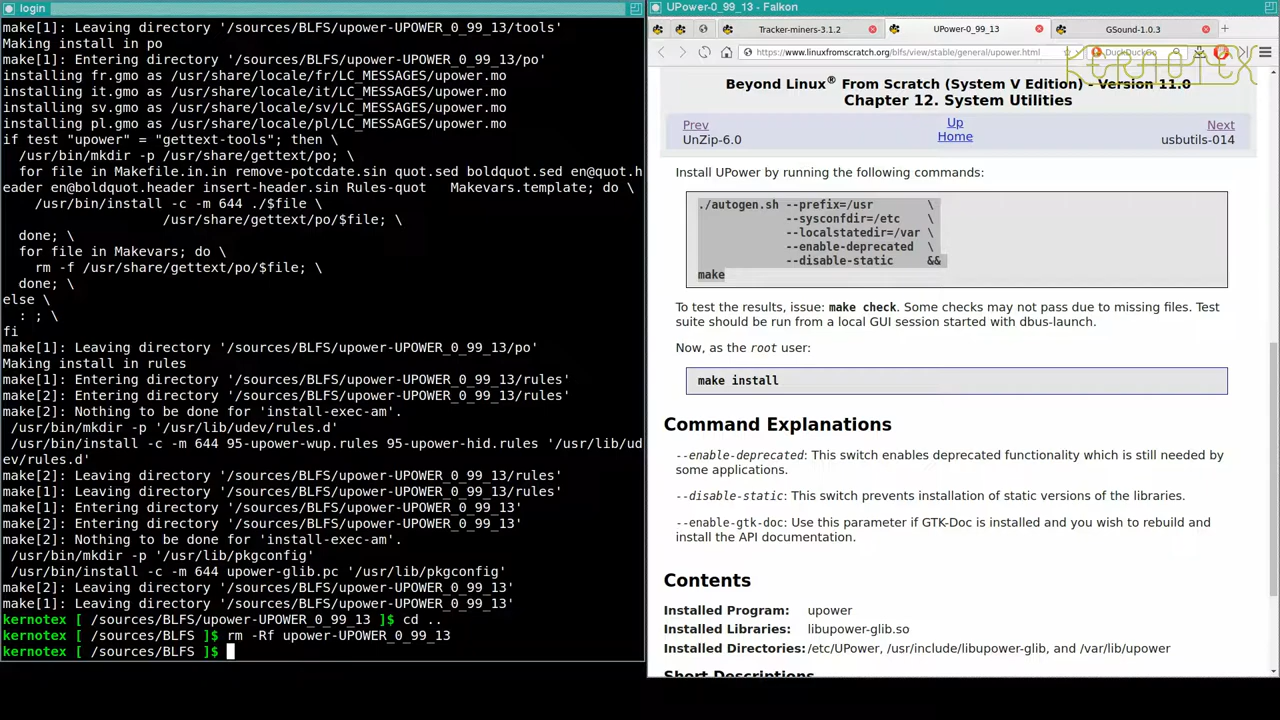 login
make[1]: Leaving directory '/sources/BLFS/upower-UPOWER_0_99_13/tools'
Making install in po
make[1]: Entering directory '/sources/BLFS/upower-UPOWER_0_99_13/po'
installing fr.gmo as /usr/share/locale/fr/LC_MESSAGES/upower.mo
installing it.gmo as /usr/share/locale/it/LC_MESSAGES/upower.mo
installing sv.gmo as /usr/share/locale/sv/LC_MESSAGES/upower.mo
installing pl.gmo as /usr/share/locale/pl/LC_MESSAGES/upower.mo
if test "upower" = "gettext-tools"; then \
/usr/bin/mkdir -p /usr/share/gettext/po; \
for file in Makefile.in.in remove-potcdate.sin quot.sed boldquot.sed en@quot.h
eader en@boldquot.header insert-header.sin Rules-quot   Makevars.template; do \
/usr/bin/install -c -m 644 ./$file \
/usr/share/gettext/po/$file; \
done; \
for file in Makevars; do \
rm -f /usr/share/gettext/po/$file; \
done; \
else \
: ; \
fi
make[1]: Leaving directory '/sources/BLFS/upower-UPOWER_0_99_13/po'
Making install in rules
make[1]: Entering directory '/sources/BLFS/upower-UPOWER_0_99_13/rules'
make[2]: Entering directory '/sources/BLFS/upower-UPOWER_0_99_13/rules'
make[2]: Nothing to be done for 'install-exec-am'.
/usr/bin/mkdir -p '/usr/lib/udev/rules.d'
/usr/bin/install -c -m 644 95-upower-wup.rules 95-upower-hid.rules '/usr/lib/ud
ev/rules.d'
make[2]: Leaving directory '/sources/BLFS/upower-UPOWER_0_99_13/rules'
make[1]: Leaving directory '/sources/BLFS/upower-UPOWER_0_99_13/rules'
make[1]: Entering directory '/sources/BLFS/upower-UPOWER_0_99_13'
make[2]: Entering directory '/sources/BLFS/upower-UPOWER_0_99_13'
make[2]: Nothing to be done for 'install-exec-am'.
/usr/bin/mkdir -p '/usr/lib/pkgconfig'
/usr/bin/install -c -m 644 upower-glib.pc '/usr/lib/pkgconfig'
make[2]: Leaving directory '/sources/BLFS/upower-UPOWER_0_99_13'
make[1]: Leaving directory '/sources/BLFS/upower-UPOWER_0_99_13'
kernotex [ /sources/BLFS/upower-UPOWER_0_99_13 ]$ cd ..
kernotex [ /sources/BLFS ]$ rm -Rf upower-UPOWER_0_99_13
kernotex [ /sources/BLFS ]$
UPower-0_99_13 - Falkon
Tracker-miners-3.1.2
UPower-0_99_13
GSound-1.0.3
https://www.linuxfromscratch.org/blfs/view/stable/general/upower.html
DuckDuckGo
KERNOTEX
Beyond Linux® From Scratch (System V Edition) - Version 11.0
Chapter 12. System Utilities
Prev Up Next
UnZip-6.0 Home usbutils-014
Install UPower by running the following commands:
./autogen.sh --prefix=/usr \
--sysconfdir=/etc \
--localstatedir=/var \
--enable-deprecated \
--disable-static &&
make
To test the results, issue: make check. Some checks may not pass due to missing files. Test
suite should be run from a local GUI session started with dbus-launch.
Now, as the root user:
make install
Command Explanations
--enable-deprecated: This switch enables deprecated functionality which is still needed by
some applications.
--disable-static: This switch prevents installation of static versions of the libraries.
--enable-gtk-doc: Use this parameter if GTK-Doc is installed and you wish to rebuild and
install the API documentation.
Contents
Installed Program: upower
Installed Libraries: libupower-glib.so
Installed Directories: /etc/UPower, /usr/include/libupower-glib, and /var/lib/upower
Short Descriptions